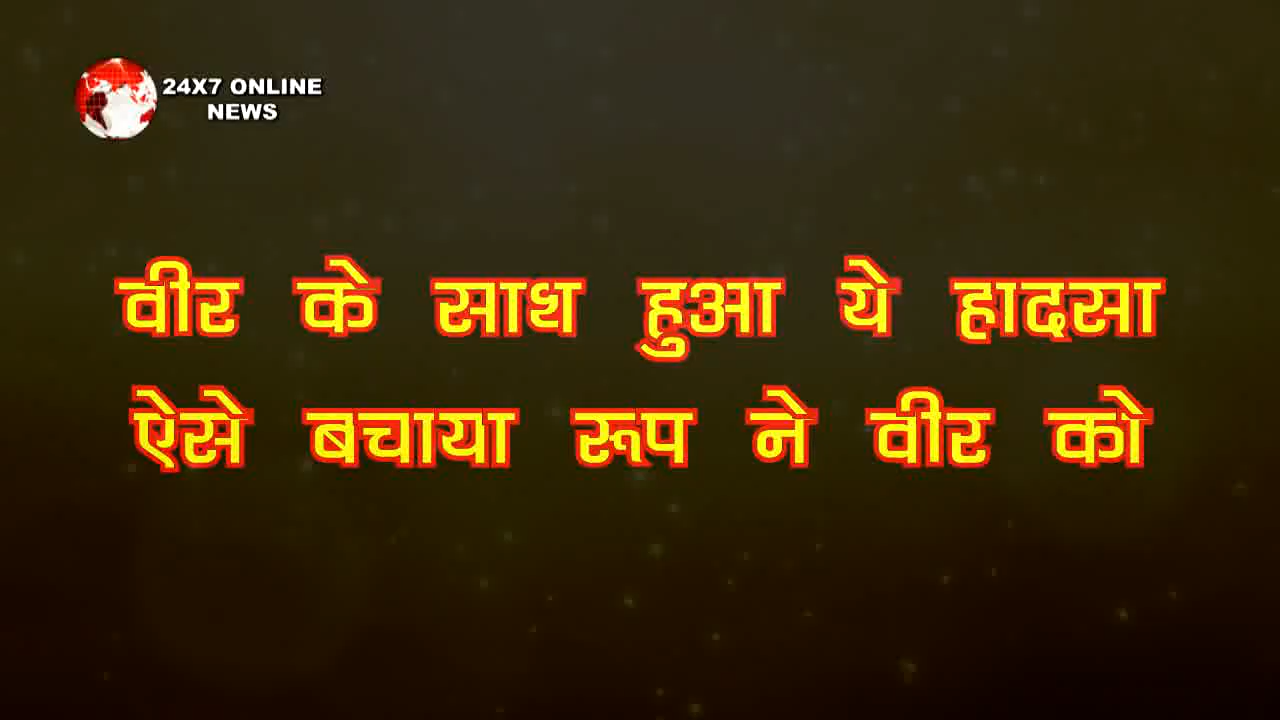 24X7 ONLINE
NEWS
वीर के साथ हुआ ये हादसा
ऐसे बचाया रूप ने वीर को